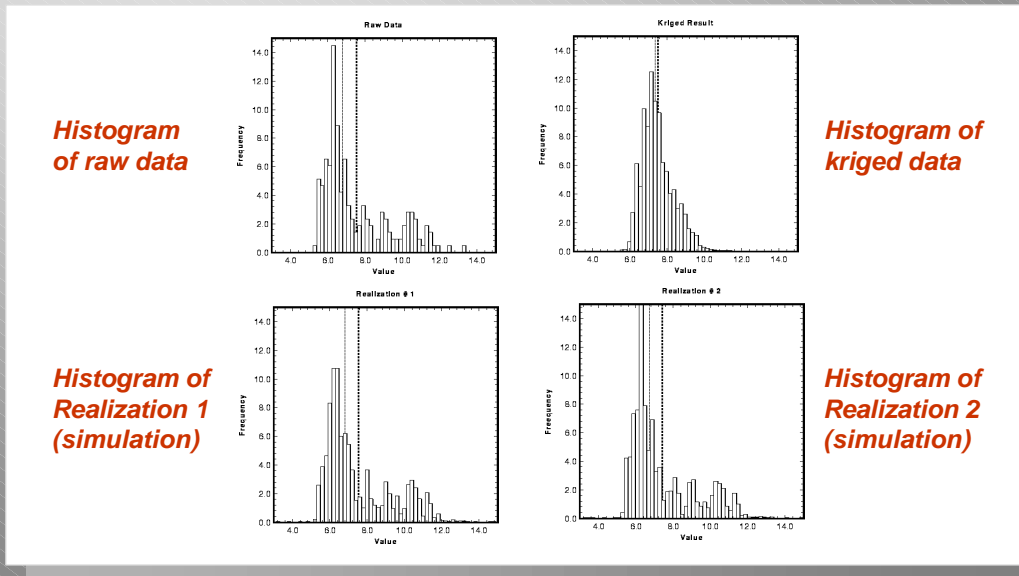 Raw Data
Kriged Result
Histogram
of raw data
Frequency
14.0
12.0
10.0
8.0
6.0
4.0
2.0
0.0
4.0 6.0 8.0 10.0 12.0 14.0
Value
Frequency
14.0
12.0
10.0
8.0
6.0
4.0
2.0
0.0
4.0 6.0 8.0 10.0 12.0 14.0
Value
Histogram of
kriged data
Realization # 1
Realization # 2
Histogram of
Realization 1
(simulation)
Frequency
14.0
12.0
10.0
8.0
6.0
4.0
2.0
0.0
4.0 6.0 8.0 10.0 12.0 14.0
Value
Frequency
14.0
12.0
10.0
8.0
6.0
4.0
2.0
0.0
4.0 6.0 8.0 10.0 12.0 14.0
Value
Histogram of
Realization 2
(simulation)